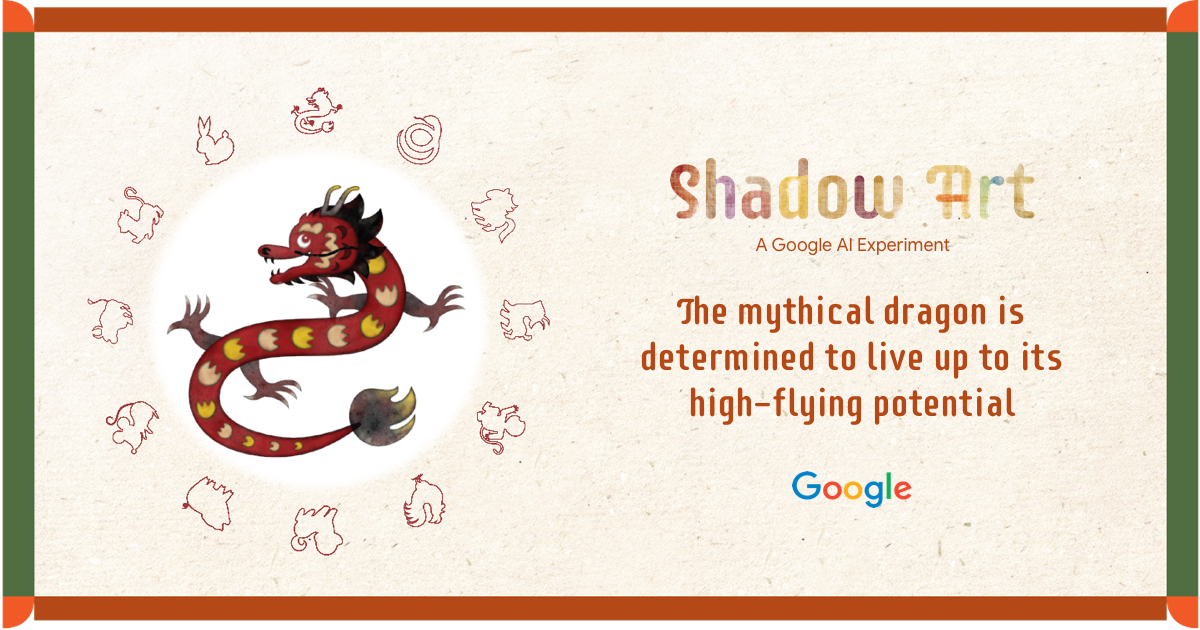 Shadow Art
A Google AI Experiment
The mythical dragon is
determined to live up to its
high-flying potential
Google